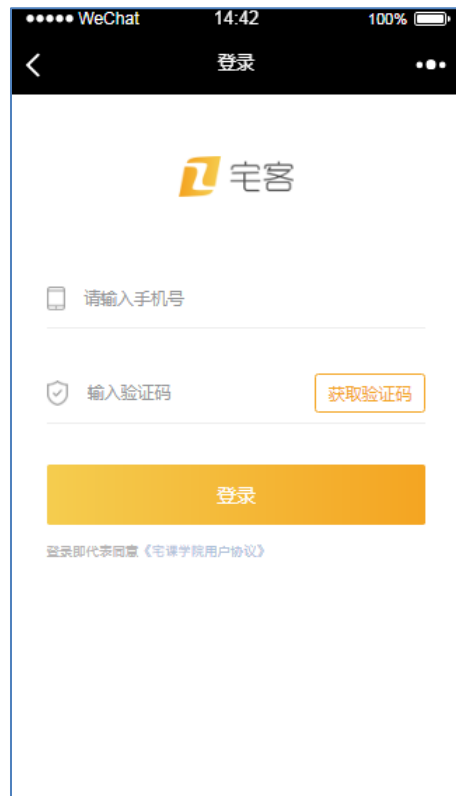 WeChat 14:42 100%
登录
宅客
请输入手机号
输入验证码 获取验证码
登录
登录即代表同意《宅课学院用户协议》